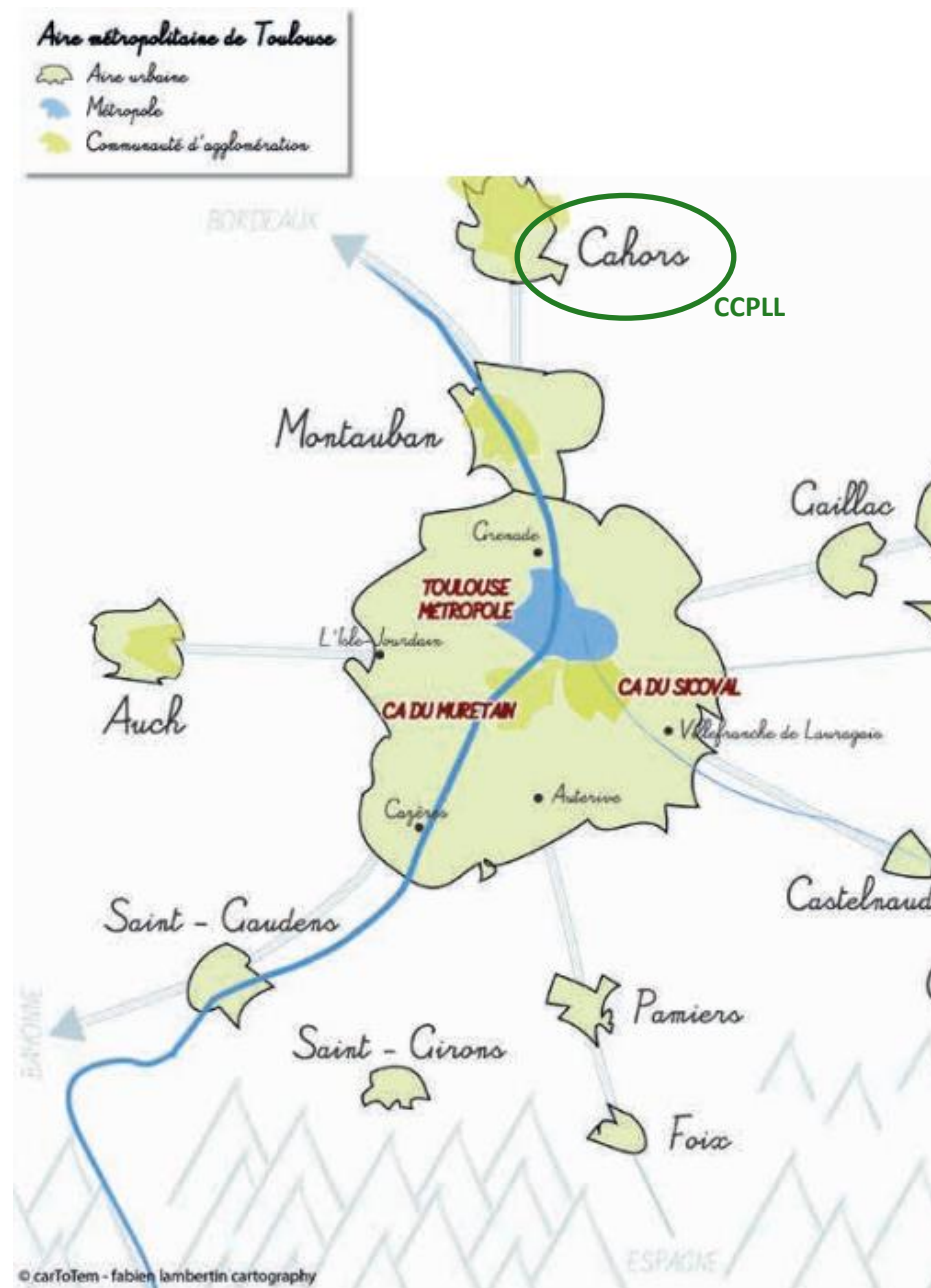 Aire métropolitaine de Toulouse
Aire urbaine
Métropole
Communauté d'agglomération
BORDEAUX
Cahors
CCPLL
Montauban
Gaillac
Grenade
TOULOUSE
METROPOLE
L'Isle-Jourdain
CA DU SICOVAL
Auch
CA DU MURETAIN
Villefranche de Lauragais
Auterive
Cazères
Castelnaud
Saint - Gaudens
Pamiers
BAYONNE
Saint - Girons
Foix
ESPAGNE
© carToTem - fabien lambertin cartography